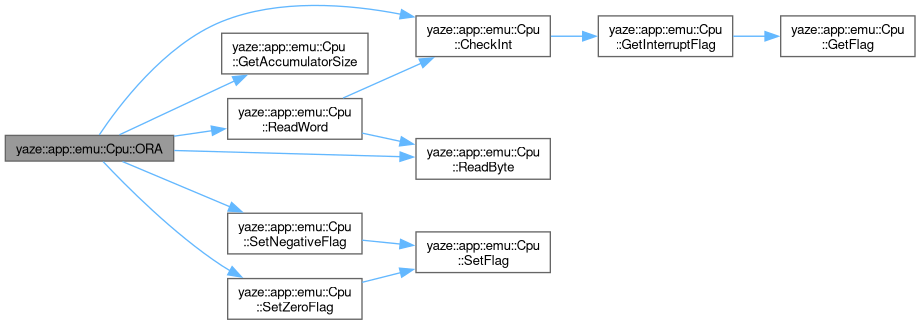 yaze::app::emu::Cpu::ORA
yaze::app::emu::Cpu
::CheckInt
yaze::app::emu::Cpu
::GetInterruptFlag
yaze::app::emu::Cpu
::GetFlag
yaze::app::emu::Cpu
::GetAccumulatorSize
yaze::app::emu::Cpu
::ReadWord
yaze::app::emu::Cpu
::ReadByte
yaze::app::emu::Cpu
::SetNegativeFlag
yaze::app::emu::Cpu
::SetFlag
yaze::app::emu::Cpu
::SetZeroFlag